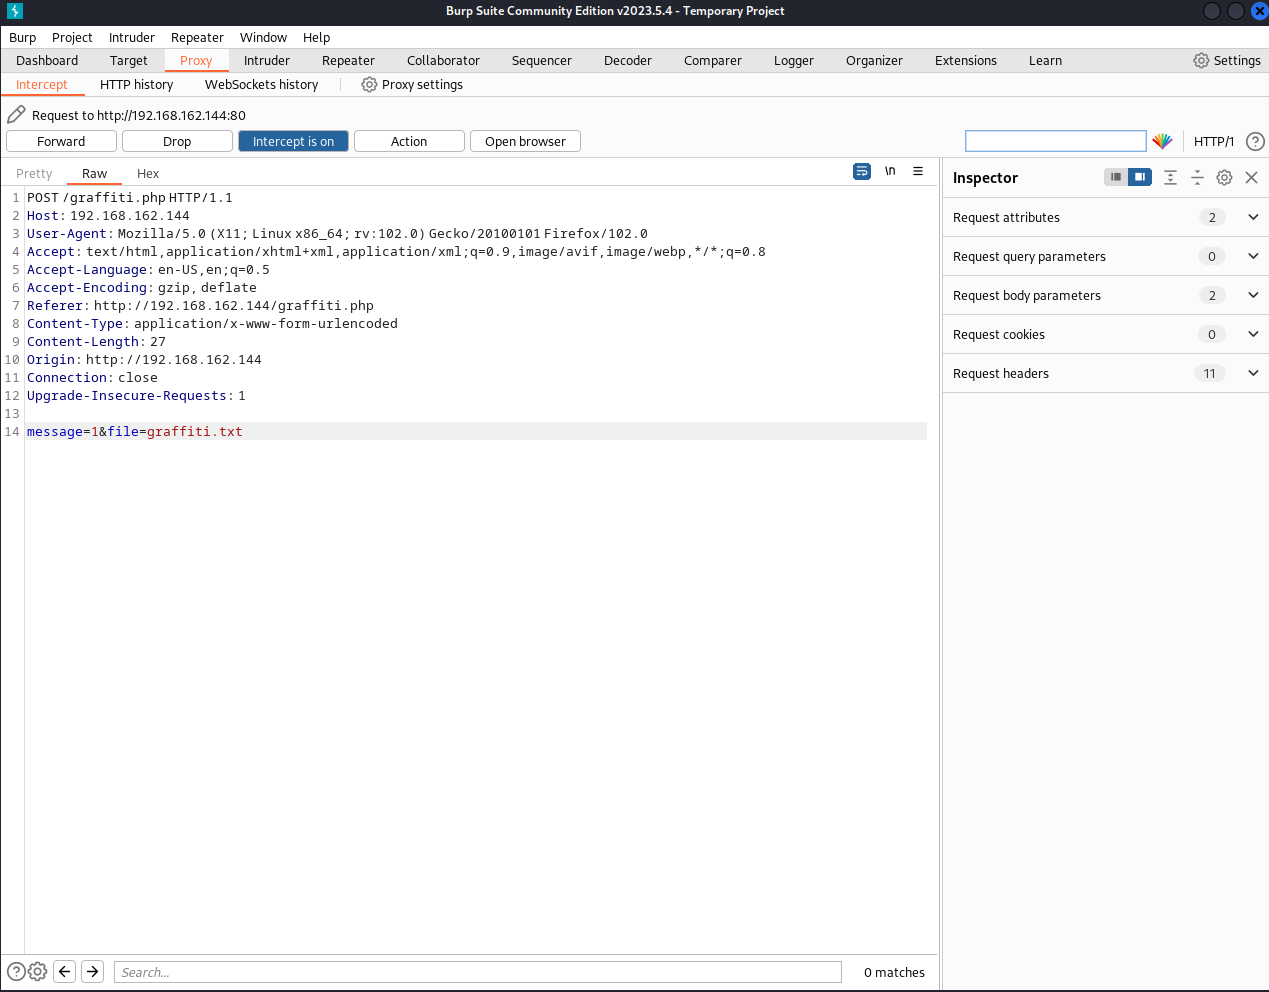 Burp Suite Community Edition v2023.5.4 - Temporary Project
Burp Project Intruder Repeater Window Help
Dashboard Target Proxy Intruder Repeater Collaborator Sequencer Decoder Comparer Logger Organizer Extensions Learn Settings
Intercept HTTP history WebSockets history Proxy settings
Request to http://192.168.162.144:80
Forward Drop Intercept is on Action Open browser HTTP/1 ?
Pretty Raw Hex \n
Inspector
1 POST /graffiti.php HTTP/1.1
2 Host: 192.168.162.144
3 User-Agent: Mozilla/5.0 (X11; Linux x86_64; rv:102.0) Gecko/20100101 Firefox/102.0
4 Accept: text/html,application/xhtml+xml,application/xml;q=0.9,image/avif,image/webp,*/*;q=0.8
5 Accept-Language: en-US,en;q=0.5
6 Accept-Encoding: gzip, deflate
7 Referer: http://192.168.162.144/graffiti.php
8 Content-Type: application/x-www-form-urlencoded
9 Content-Length: 27
10 Origin: http://192.168.162.144
11 Connection: close
12 Upgrade-Insecure-Requests: 1
13
14 message=1&file=graffiti.txt
Request attributes 2
Request query parameters 0
Request body parameters 2
Request cookies 0
Request headers 11
? Search... 0 matches